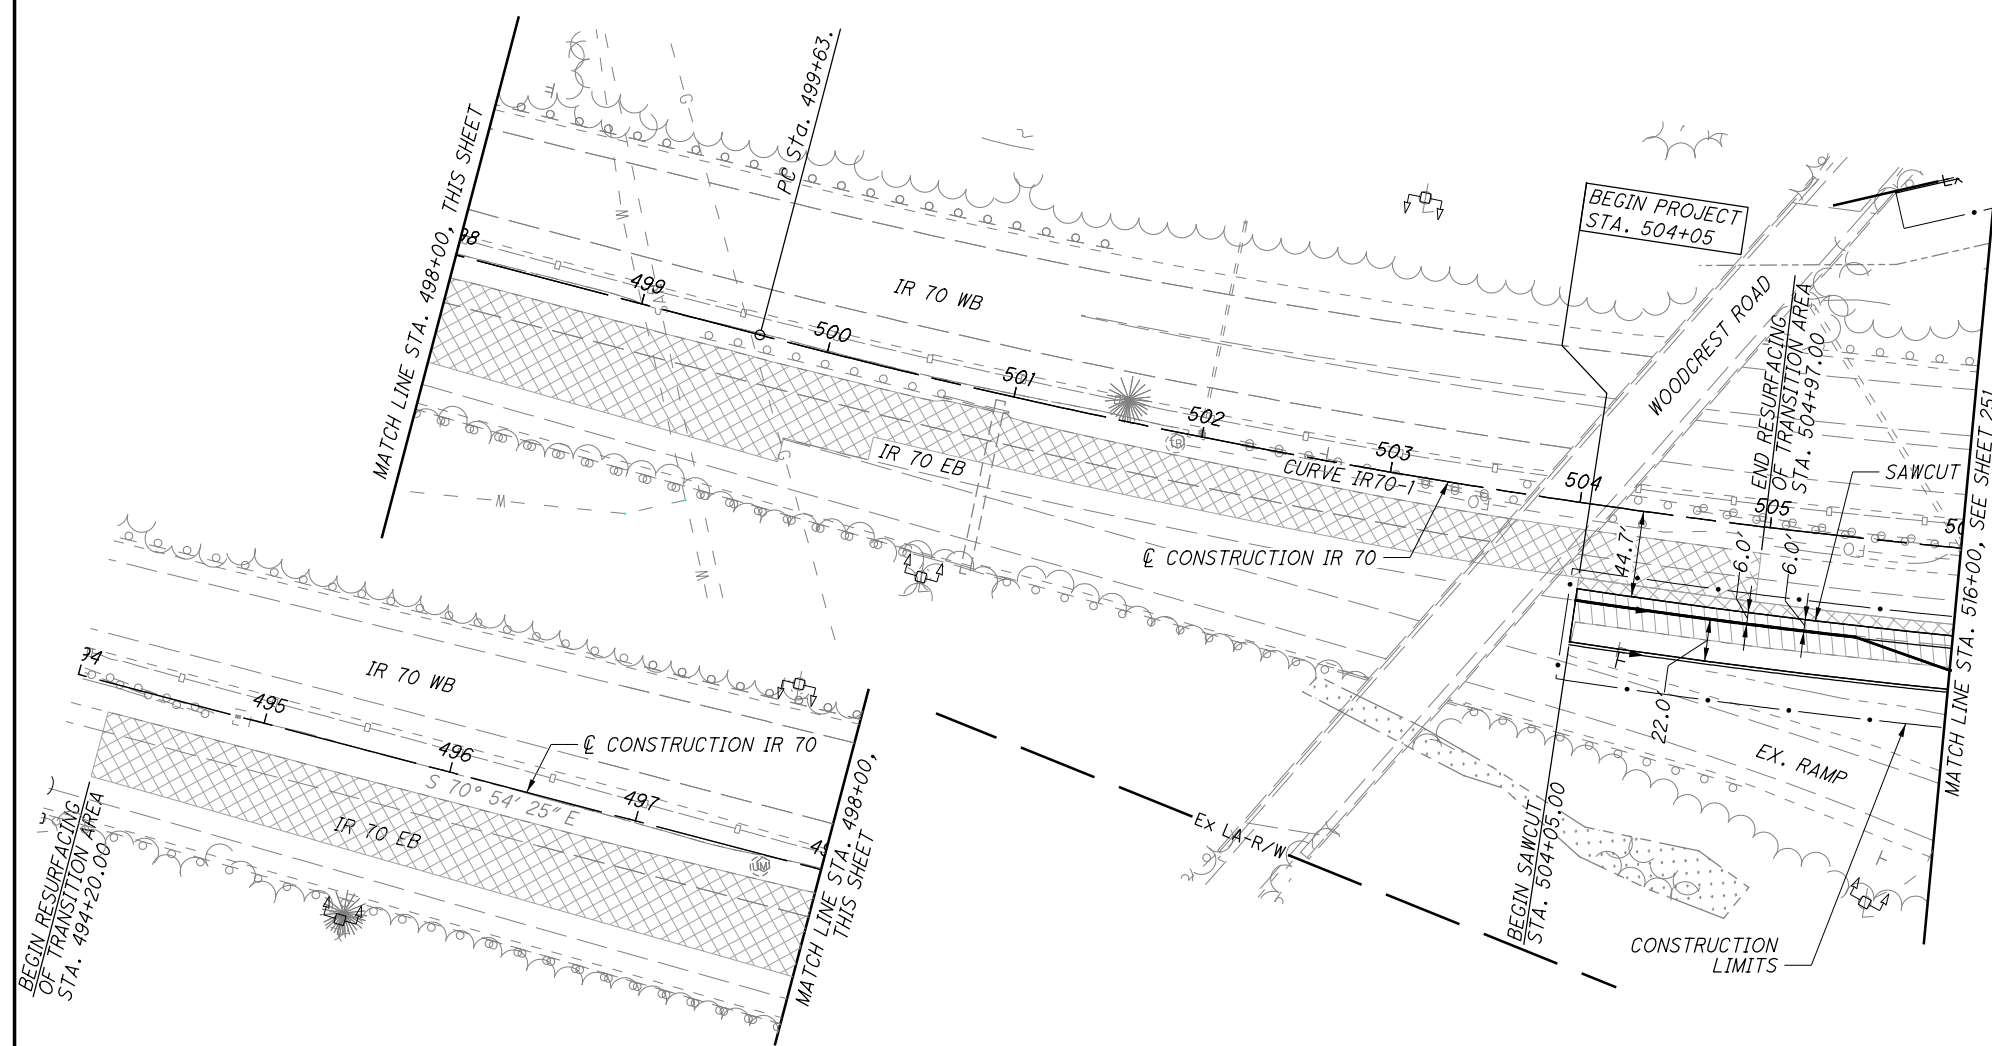 MATCH LINE STA. 498+00, THIS SHEET
PC Sta. 499+63.
BEGIN PROJECT
STA. 504+05
G
W
98
499
500
501
502
503
504
505
50
IR 70 WB
IR 70 EB
CURVE IR70-1
TR
WOODCREST ROAD
END RESURFACING
OF TRANSITION AREA
STA. 504+97.00
SAWCUT
MATCH LINE STA. 516+00, SEE SHEET 251
℄ CONSTRUCTION IR 70
44.7'
6.0'
6.0'
22.0'
W
W
G
EX. RAMP
94
495
496
497
IR 70 WB
℄ CONSTRUCTION IR 70
S 70° 54' 25" E
IR 70 EB
UM
BEGIN RESURFACING
OF TRANSITION AREA
STA. 494+20.00
MATCH LINE STA. 498+00,
THIS SHEET
Ex LA-R/W
BEGIN SAWCUT
STA. 504+05.00
CONSTRUCTION
LIMITS